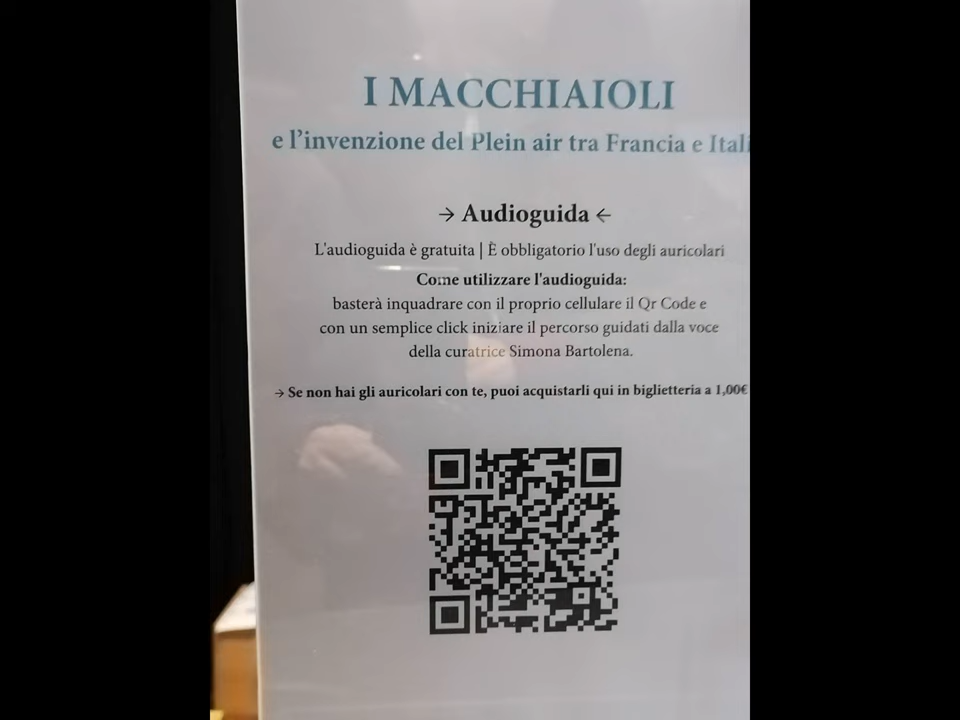 I MACCHIAIOLI
e l'invenzione del Plein air tra Francia e Itali
→ Audioguida ←
L'audioguida è gratuita | È obbligatorio l'uso degli auricolari
Come utilizzare l'audioguida:
basterà inquadrare con il proprio cellulare il Qr Code e
con un semplice click iniziare il percorso guidati dalla voce
della curatrice Simona Bartolena.
→ Se non hai gli auricolari con te, puoi acquistarli qui in biglietteria a 1,00€